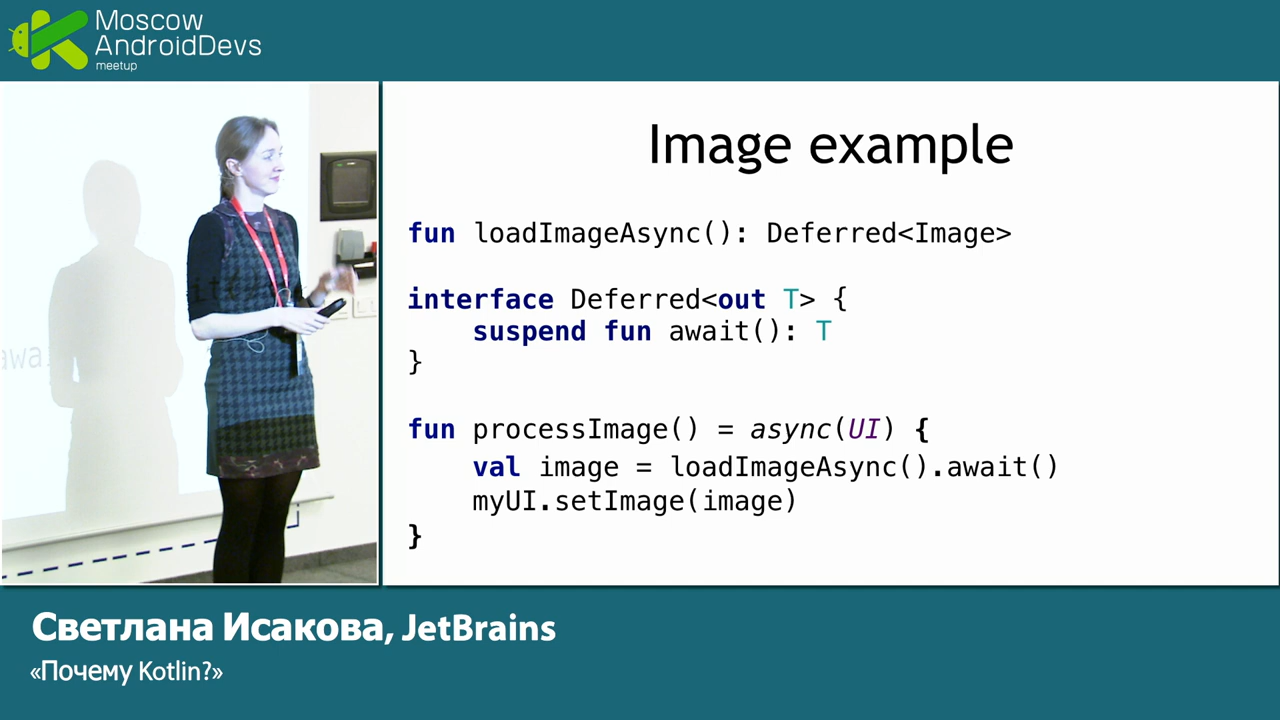 Moscow
AndroidDevs
meetup
Image example
fun loadImageAsync(): Deferred<Image>
interface Deferred<out T> {
    suspend fun await(): T
}
fun processImage() = async(UI) {
    val image = loadImageAsync().await()
    myUI.setImage(image)
}
Светлана Исакова, JetBrains
«Почему Kotlin?»